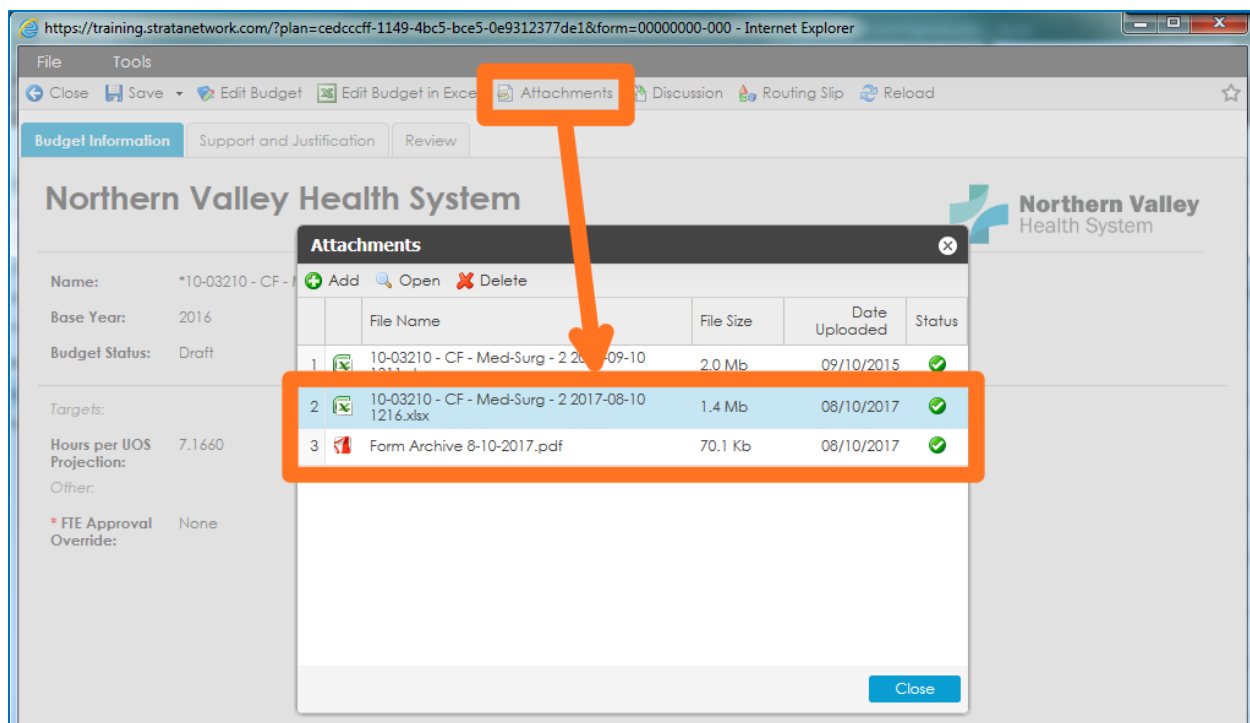 https://training.stratanetwork.com/?plan=cedcccff-1149-4bc5-bce5-0e9312377de1&form=00000000-000 - Internet Explorer
File Tools
Close Save Edit Budget Edit Budget in Exce Attachments Discussion Routing Slip Reload
Budget Information Support and Justification Review
Northern Valley Health System
Northern Valley
Health System
Attachments
Name: *10-03210 - CF -
Add Open Delete
Base Year: 2016
File Name File Size Date
Uploaded Status
Budget Status: Draft
1 10-03210 - CF - Med-Surg - 2 09-10
2.0 Mb 09/10/2015
Targets:
2 10-03210 - CF - Med-Surg - 2 2017-08-10
1216.xlsx 1.4 Mb 08/10/2017
Hours per UOS
Projection: 7.1660
3 Form Archive 8-10-2017.pdf 70.1 Kb 08/10/2017
Other:
* FTE Approval
Override: None
Close